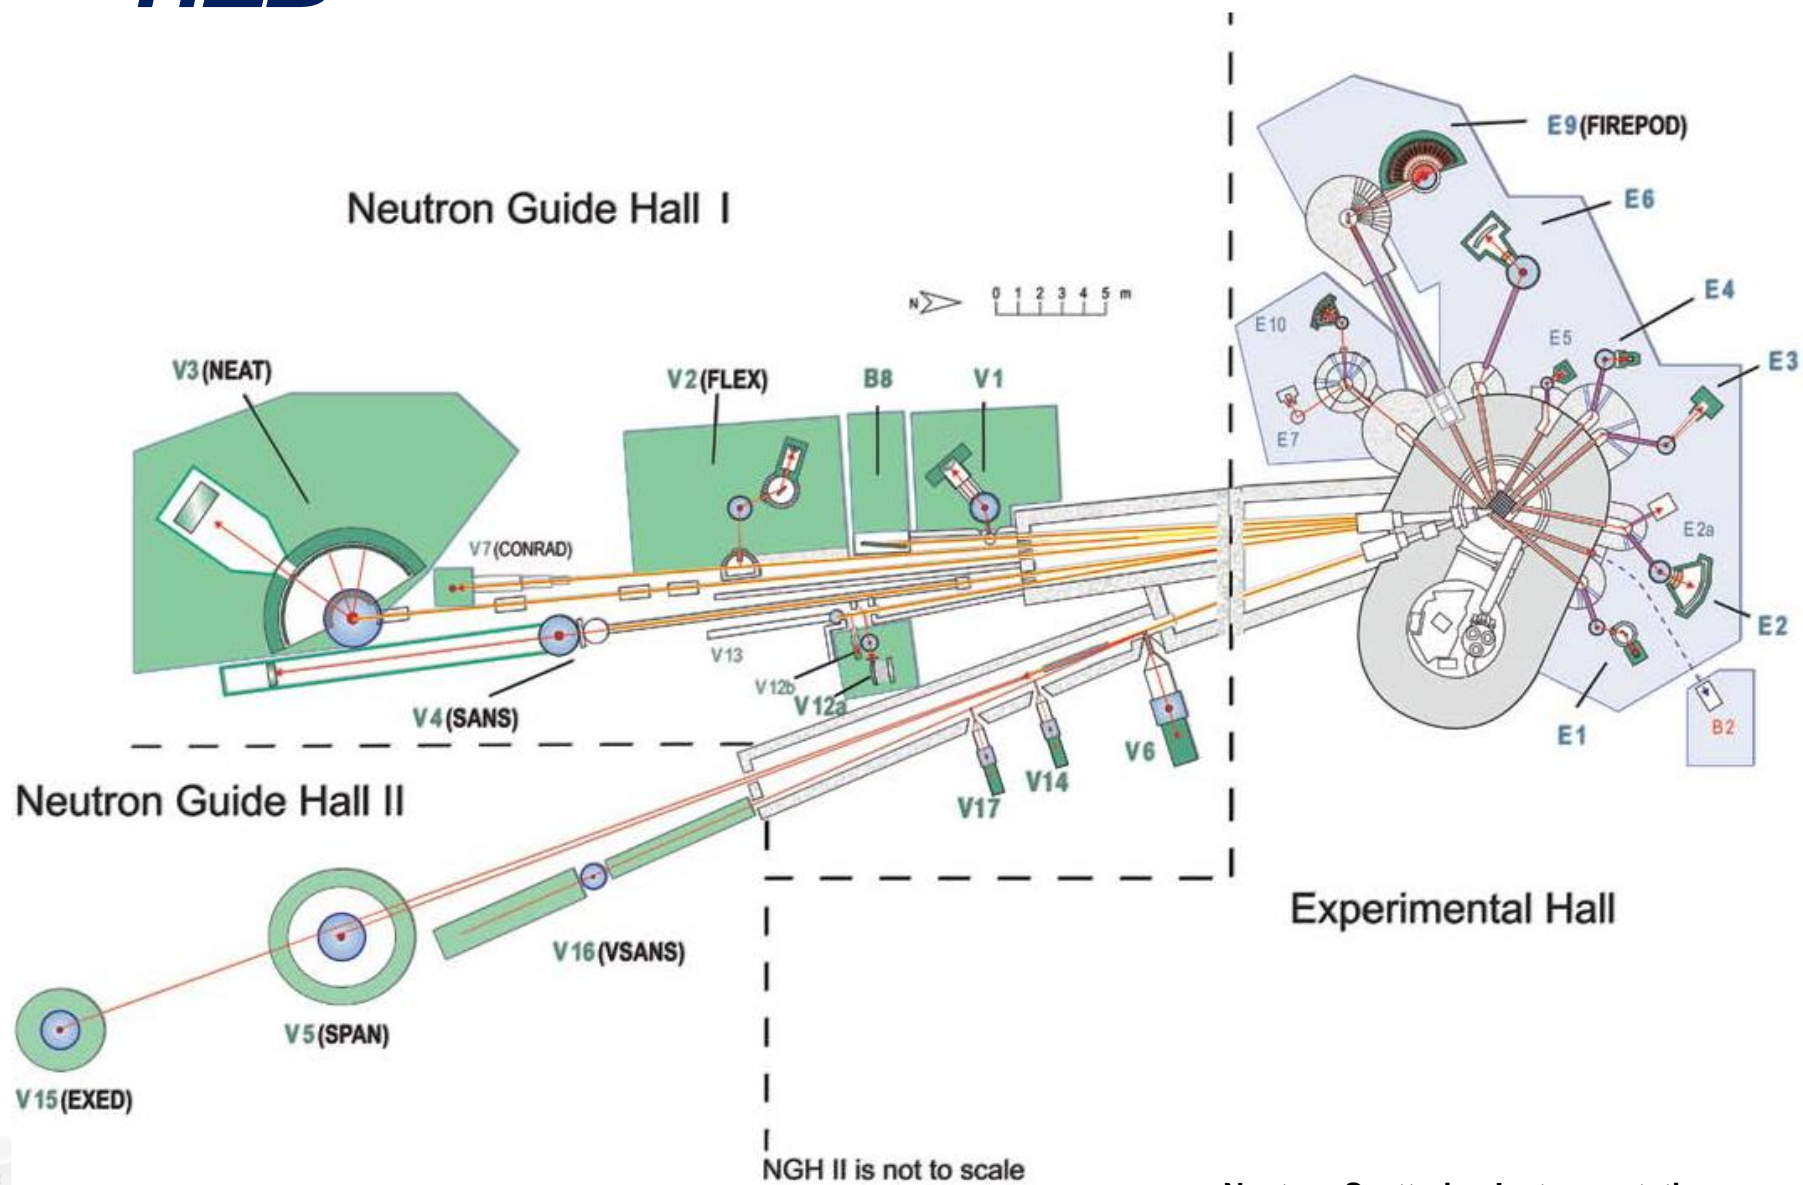 E9 (FIREPOD)
Neutron Guide Hall I
E6
N
0 1 2 3 4 5 m
E4
E10
E5
E3
V3 (NEAT)
V2 (FLEX)
B8
V1
E7
V7 (CONRAD)
E2a
E2
V13
V12b
V12a
V4 (SANS)
E1
B2
V6
V14
V17
Neutron Guide Hall II
Experimental Hall
V16 (VSANS)
V5 (SPAN)
V15 (EXED)
NGH II is not to scale